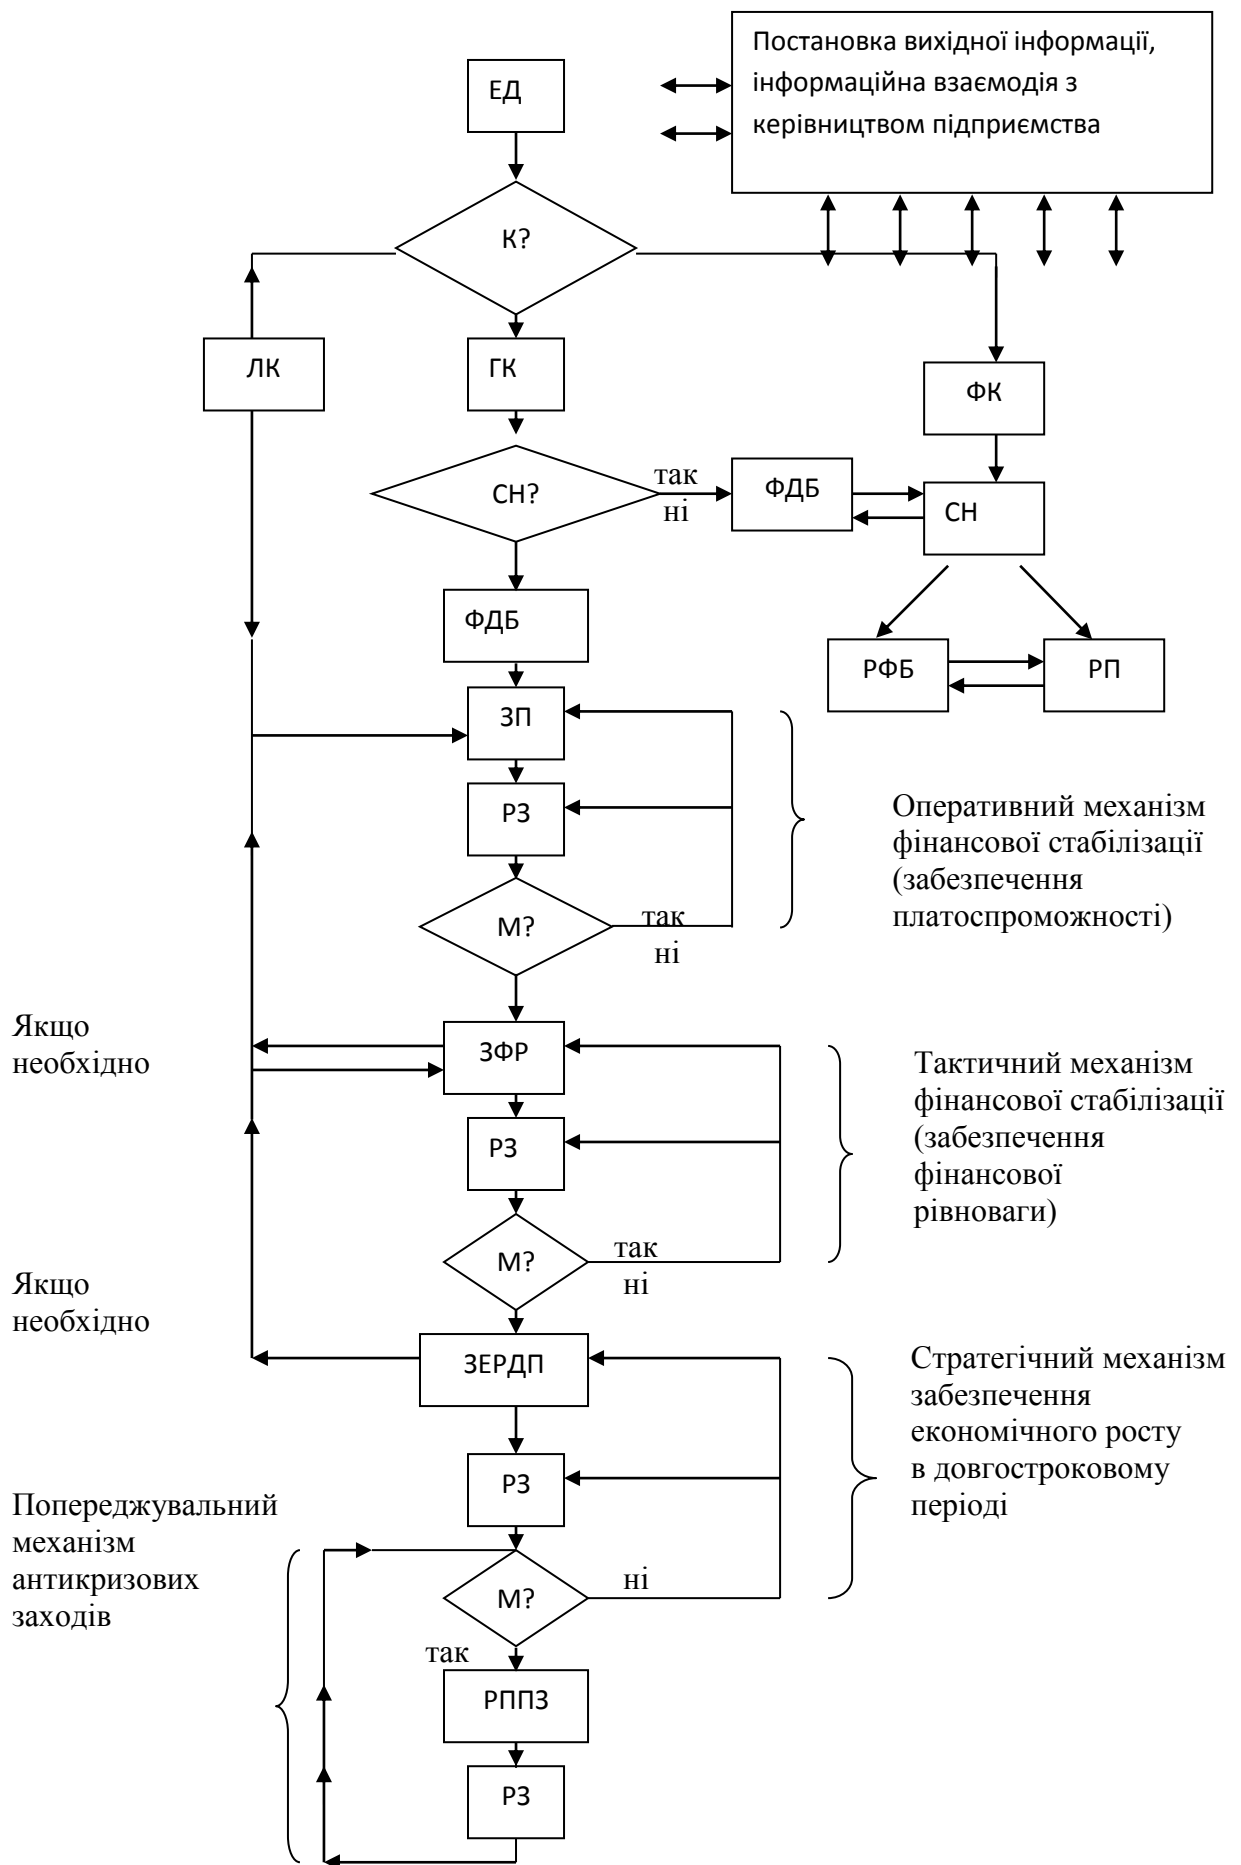 Постановка вихідної інформації,
інформаційна взаємодія з
керівництвом підприємства
ЕД
К?
ЛК
ГК
ФК
СН?
так
ні
ФДБ
СН
ФДБ
РФБ
РП
ЗП
РЗ
М?
так
ні
Оперативний механізм
фінансової стабілізації
(забезпечення
платоспроможності)
Якщо
необхідно
ЗФР
РЗ
М?
так
ні
Тактичний механізм
фінансової стабілізації
(забезпечення
фінансової
рівноваги)
Якщо
необхідно
ЗЕРДП
РЗ
М?
ні
так
Стратегічний механізм
забезпечення
економічного росту
в довгостроковому
періоді
Попереджувальний
механізм
антикризових
заходів
РППЗ
РЗ